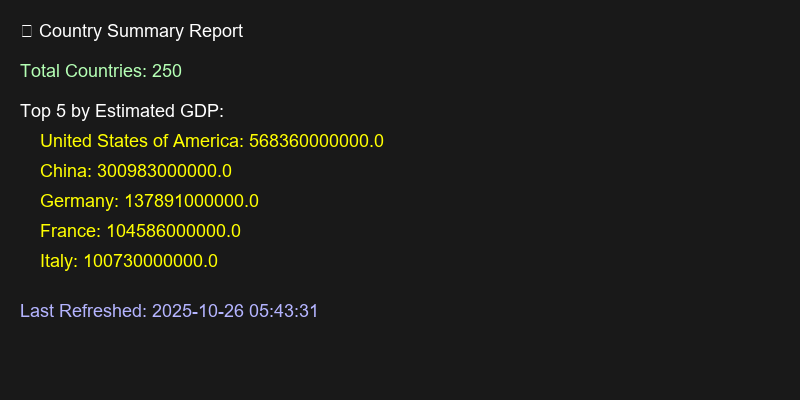 Country Summary Report
Total Countries: 250
Top 5 by Estimated GDP:
United States of America: 568360000000.0
China: 300983000000.0
Germany: 137891000000.0
France: 104586000000.0
Italy: 100730000000.0
Last Refreshed: 2025-10-26 05:43:31